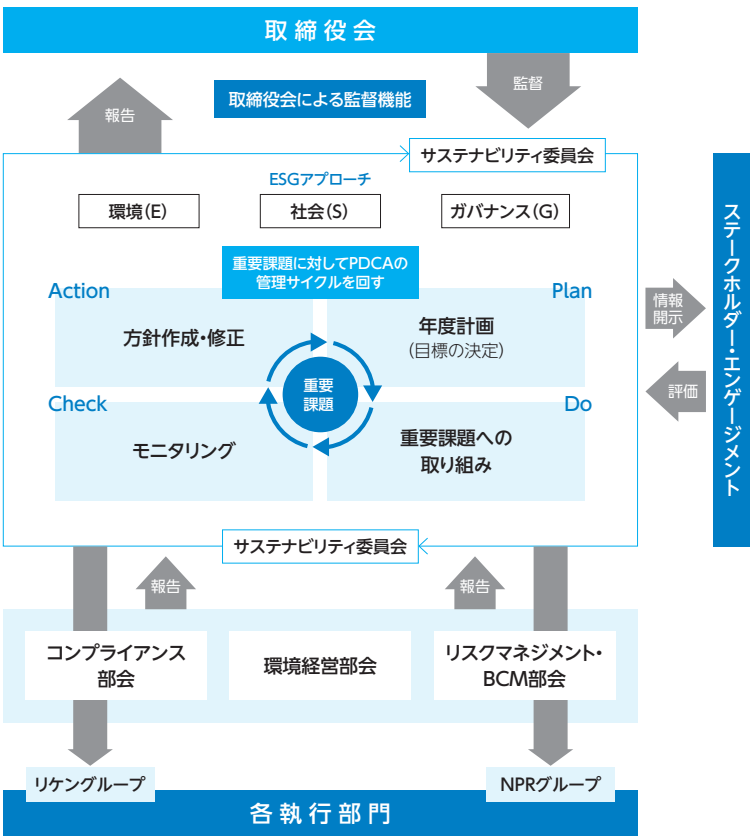 取締役会
報告
取締役会による監督機能
監督
サステナビリティ委員会
ESGアプローチ
環境(E)
社会(S)
ガバナンス(G)
重要課題に対してPDCAの
管理サイクルを回す
Action
方針作成・修正
Plan
年度計画
(目標の決定)
重要
課題
Check
モニタリング
Do
重要課題への
取り組み
情報
開示
評価
ステークホルダー・エンゲージメント
サステナビリティ委員会
報告
報告
コンプライアンス
部会
環境経営部会
リスクマネジメント・
BCM部会
リケングループ
NPRグループ
各執行部門